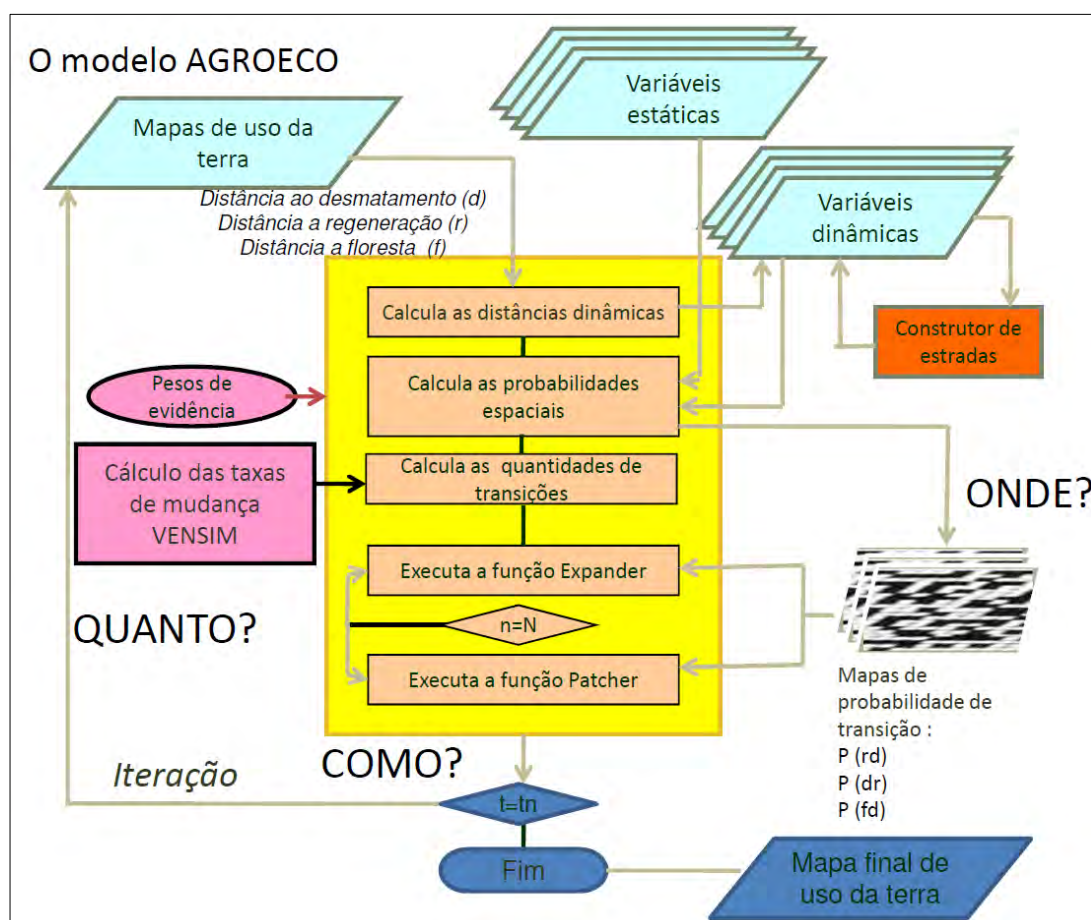 O modelo AGROECO
Mapas de uso da
terra
Variáveis
estáticas
Distância ao desmatamento (d)
Distância a regeneração (r)
Distância a floresta (f)
Variáveis
dinâmicas
Calcula as distâncias dinâmicas
Construtor de
estradas
Pesos de
evidência
Calcula as probabilidades
espaciais
Cálculo das taxas
de mudança
VENSIM
Calcula as quantidades de
transições
ONDE?
Executa a função Expander
QUANTO?
n=N
Executa a função Patcher
Mapas de
probabilidade de
transição :
P (rd)
P (dr)
P (fd)
COMO?
Iteração
t=tn
Fim
Mapa final de
uso da terra